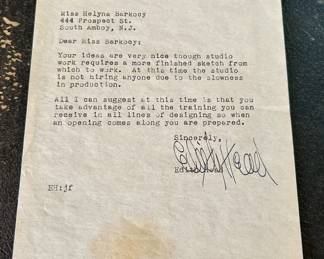 Miss Helyne Barkocy
444 Prospect St.
South Amboy, N.J.
Dear Miss Barkocy;
Your ideas are very nice though studio
work requires a more finished sketch from
which to work. At this time the studio
is not hiring anyone due to the slowness
in production.
All I can suggest at this time is that you
take advantage of all the training you can
receive in all lines of designing so when
an opening comes along you are prepared.
Sincerely,
Edith Head
Edith Head
EH:jf